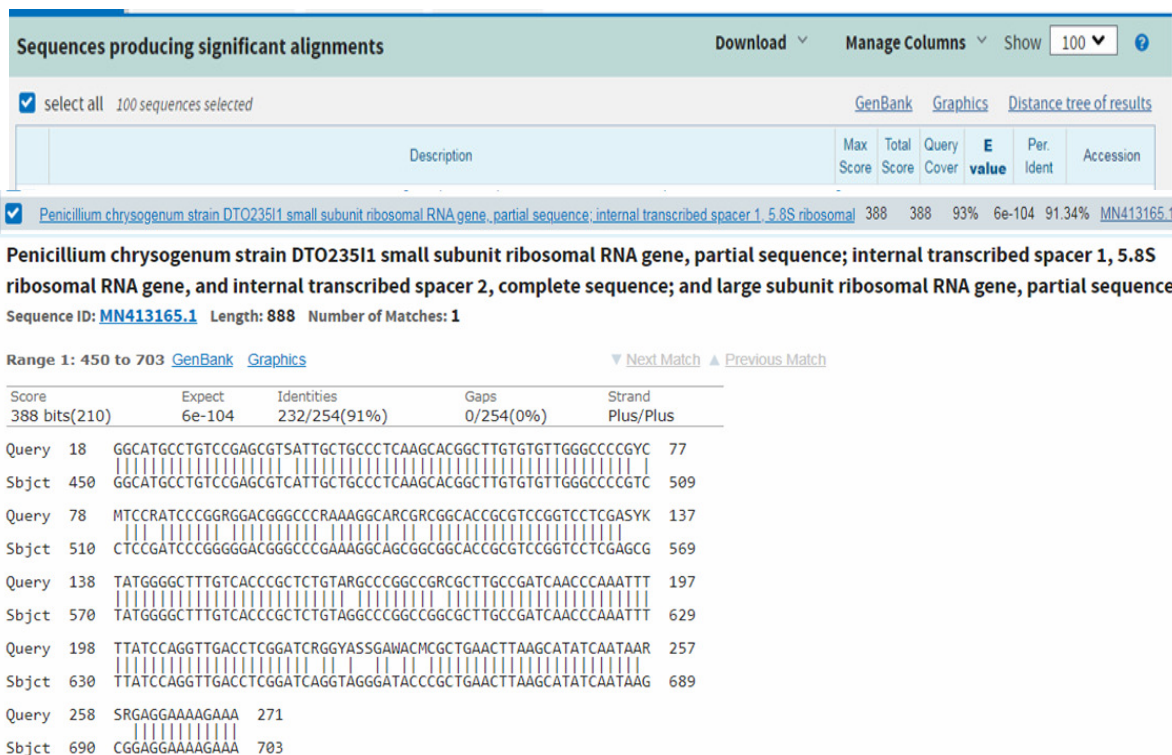 Sequences producing significant alignments Download Manage Columns Show 100
select all 100 sequences selected GenBank Graphics Distance tree of results
Description Max Score Total Score Query Cover E value Per. Ident Accession
Penicillium chrysogenum strain DTO235I1 small subunit ribosomal RNA gene, partial sequence; internal transcribed spacer 1, 5.8S ribosomal 388 388 93% 6e-104 91.34% MN413165.1
Penicillium chrysogenum strain DTO235I1 small subunit ribosomal RNA gene, partial sequence; internal transcribed spacer 1, 5.8S
ribosomal RNA gene, and internal transcribed spacer 2, complete sequence; and large subunit ribosomal RNA gene, partial sequence
Sequence ID: MN413165.1 Length: 888 Number of Matches: 1
Range 1: 450 to 703 GenBank Graphics Next Match Previous Match
Score Expect Identities Gaps Strand
388 bits(210) 6e-104 232/254(91%) 0/254(0%) Plus/Plus
Query 18 GGCATGCCTGTCCGAGCGTSATTGCTGCCCTCAAGCACGGCTTGTGTGTTGGGCCCCGYC 77
Sbjct 450 GGCATGCCTGTCCGAGCGTCATTGCTGCCCTCAAGCACGGCTTGTGTGTTGGGCCCCGTC 509
Query 78 MTCCRATCCCGGRGGACGGGCCCRAAAGGCARCGRCGGCACCGCGTCCGGTCCTCGASYK 137
Sbjct 510 CTCCGATCCCGGGGGACGGGCCCGAAAGGCAGCGGCGGCACCGCGTCCGGTCCTCGAGCG 569
Query 138 TATGGGGCTTTGTCACCCGCTCTGTARGCCCGGCCGRCGCTTGCCGATCAACCCAAATTT 197
Sbjct 570 TATGGGGCTTTGTCACCCGCTCTGTAGGCCCGGCCGGCGCTTGCCGATCAACCCAAATTT 629
Query 198 TTATCCAGGTTGACCTCGGATCRGGYASSGAWACMCGCTGAACTTAAGCATATCAATAAR 257
Sbjct 630 TTATCCAGGTTGACCTCGGATCAGGTAGGGATACCCGCTGAACTTAAGCATATCAATAAG 689
Query 258 SRGAGGAAAAGAAA 271
Sbjct 690 CGGAGGAAAAGAAA 703